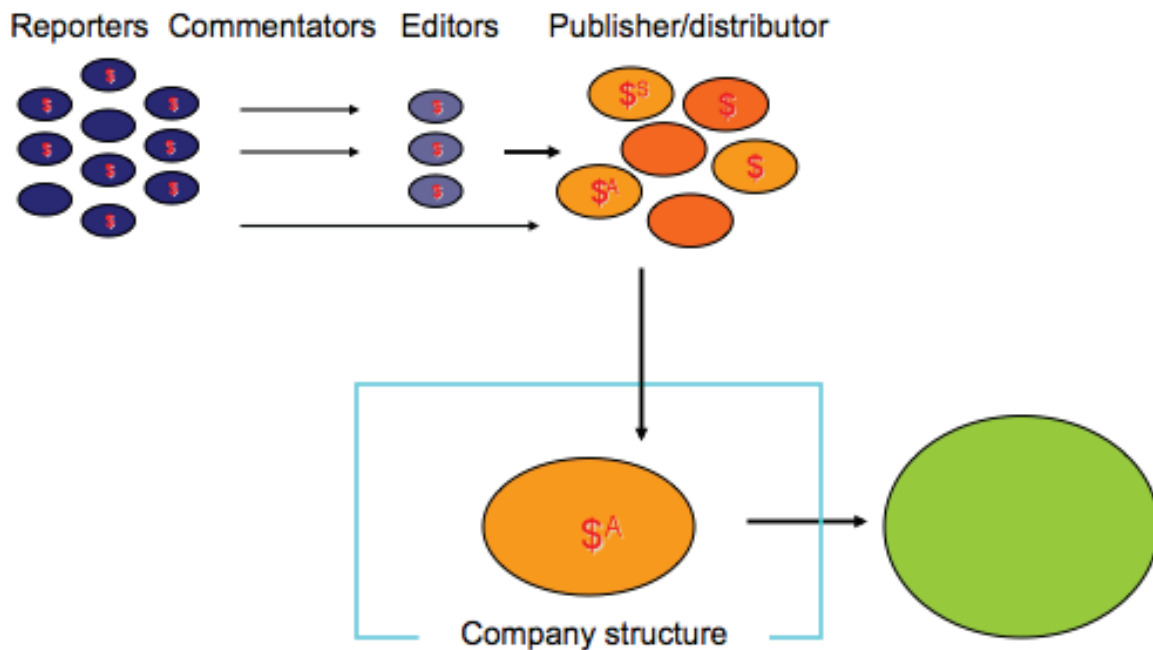 Reporters Commentators Editors Publisher/distributor
$
$ $ $ $S $
$ $ $
$ $
$ $ $A
$
$A
Company structure